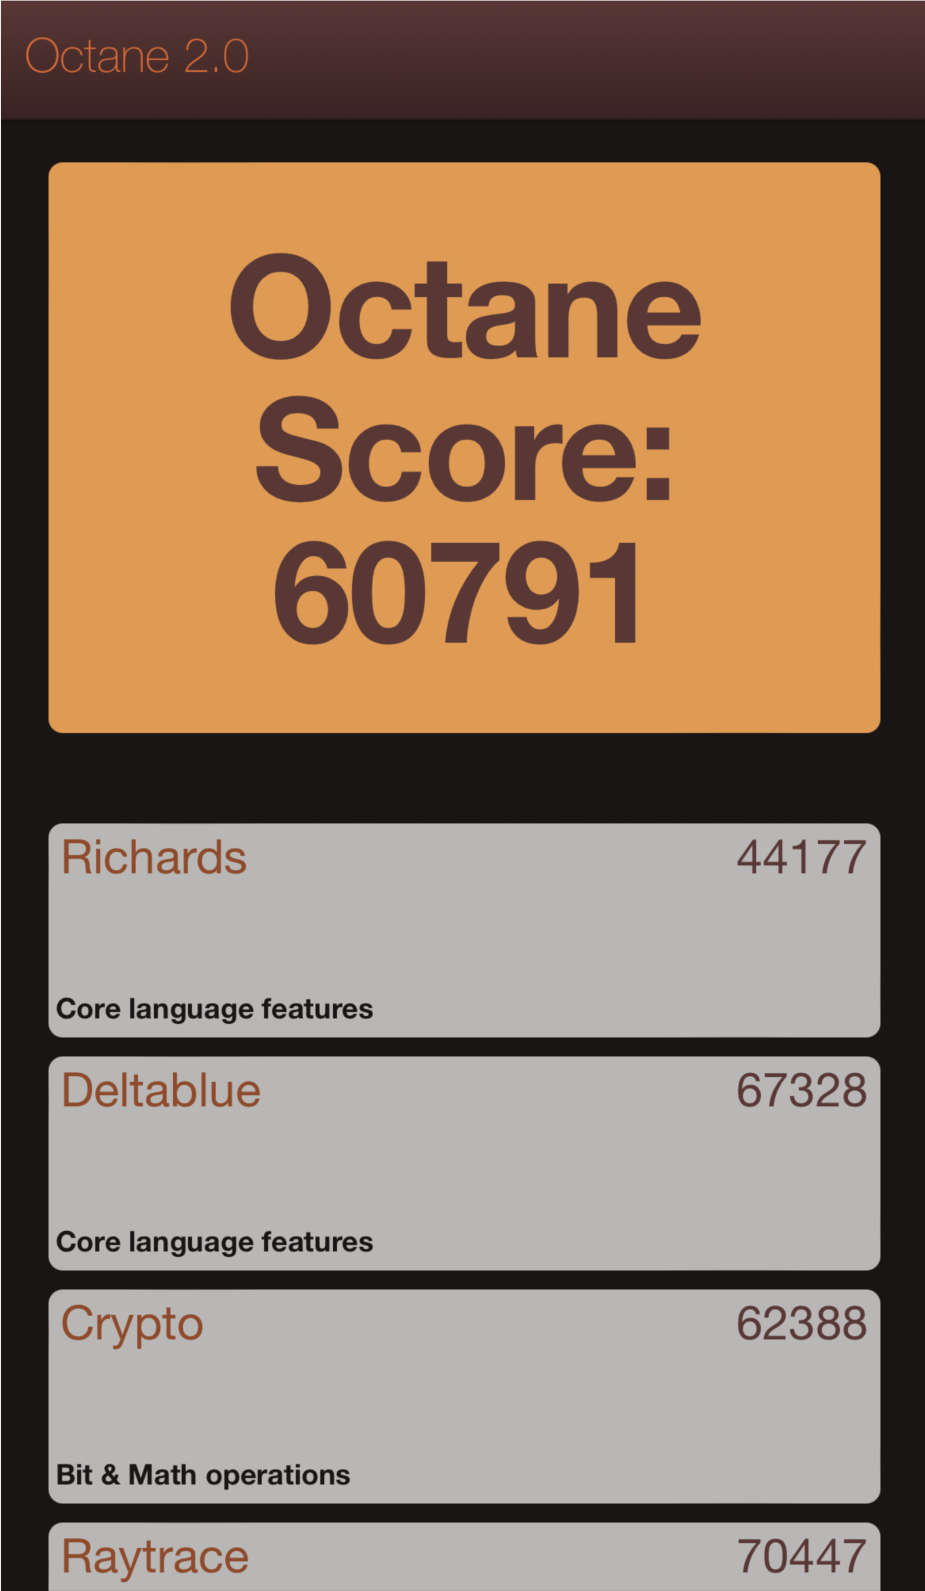 Octane 2.0
Octane
Score:
60791
Richards 44177
Core language features
Deltablue 67328
Core language features
Crypto 62388
Bit & Math operations
Raytrace 70447